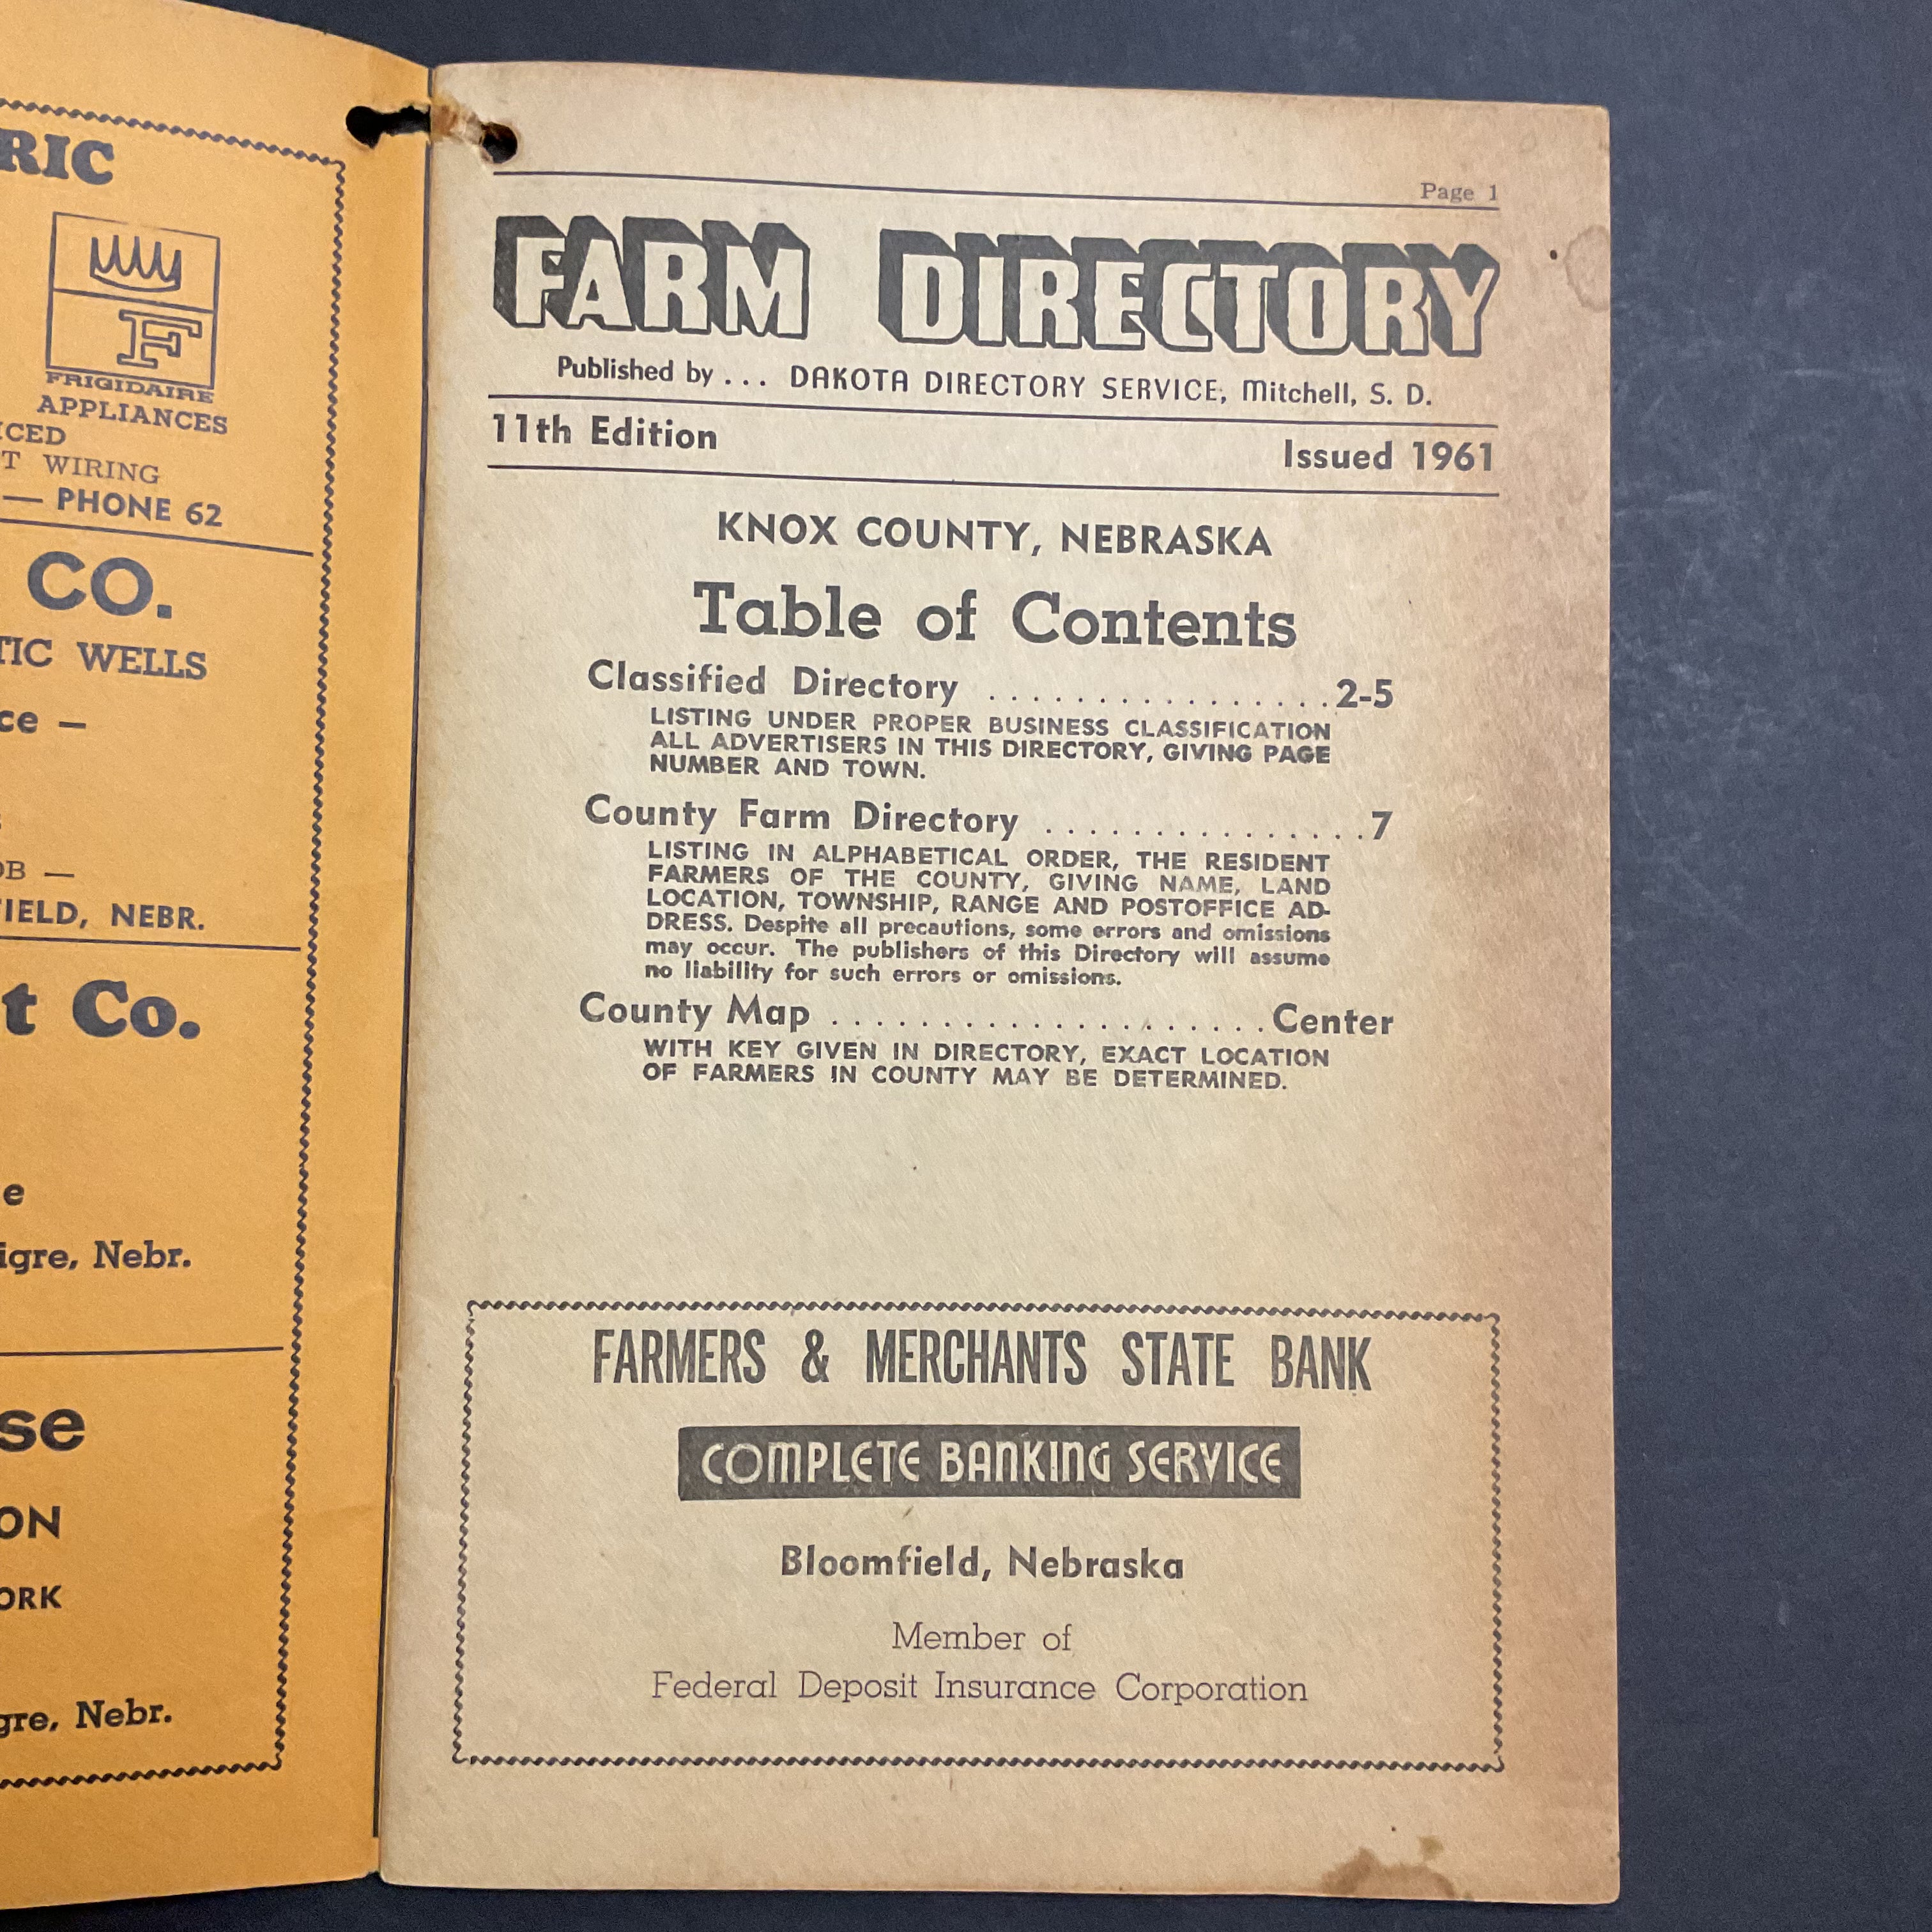 RIC
F
FRIGIDAIRE
APPLIANCES
ICED
T WIRING
— PHONE 62
CO.
TIC WELLS
ce —
OB —
FIELD, NEBR.
t Co.
e
igre, Nebr.
se
ON
ORK
gre, Nebr.
Page 1
FARM DIRECTORY
Published by ... DAKOTA DIRECTORY SERVICE, Mitchell, S. D.
11th Edition Issued 1961
KNOX COUNTY, NEBRASKA
Table of Contents
Classified Directory ................. 2-5
LISTING UNDER PROPER BUSINESS CLASSIFICATION
ALL ADVERTISERS IN THIS DIRECTORY, GIVING PAGE
NUMBER AND TOWN.
County Farm Directory ................ 7
LISTING IN ALPHABETICAL ORDER, THE RESIDENT
FARMERS OF THE COUNTY, GIVING NAME, LAND
LOCATION, TOWNSHIP, RANGE AND POSTOFFICE AD-
DRESS. Despite all precautions, some errors and omissions
may occur. The publishers of this Directory will assume
no liability for such errors or omissions.
County Map ...................... Center
WITH KEY GIVEN IN DIRECTORY, EXACT LOCATION
OF FARMERS IN COUNTY MAY BE DETERMINED.
FARMERS & MERCHANTS STATE BANK
COMPLETE BANKING SERVICE
Bloomfield, Nebraska
Member of
Federal Deposit Insurance Corporation